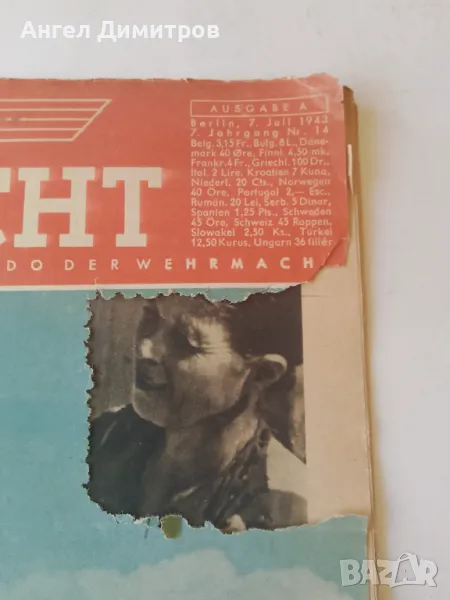 Ангел Димитров
AUSGABE A
Berlin, 7. Juli 1943
7. Jahrgang Nr. 14
Belg. 3,15 Fr., Bulg. 8 L., Däne-
mark 40 Øre, Finnl. 4,50 mk.
Frankr. 4 Fr., Griechl. 100 Dr.,
Ital. 2 Lire, Kroatien 7 Kuna,
Niederl. 20 Cts., Norwegen
40 Ore, Portugal 2,— Esc.,
Rumän. 20 Lei, Serb. 5 Dinar,
Spanien 1,25 Pts., Schweden
45 Öre, Schweiz 45 Rappen,
Slowakei 2,50 Ks., Türkei
12,50 Kurus, Ungarn 36 fillér
CHT
NDO DER WEHRMACH
BAZAR